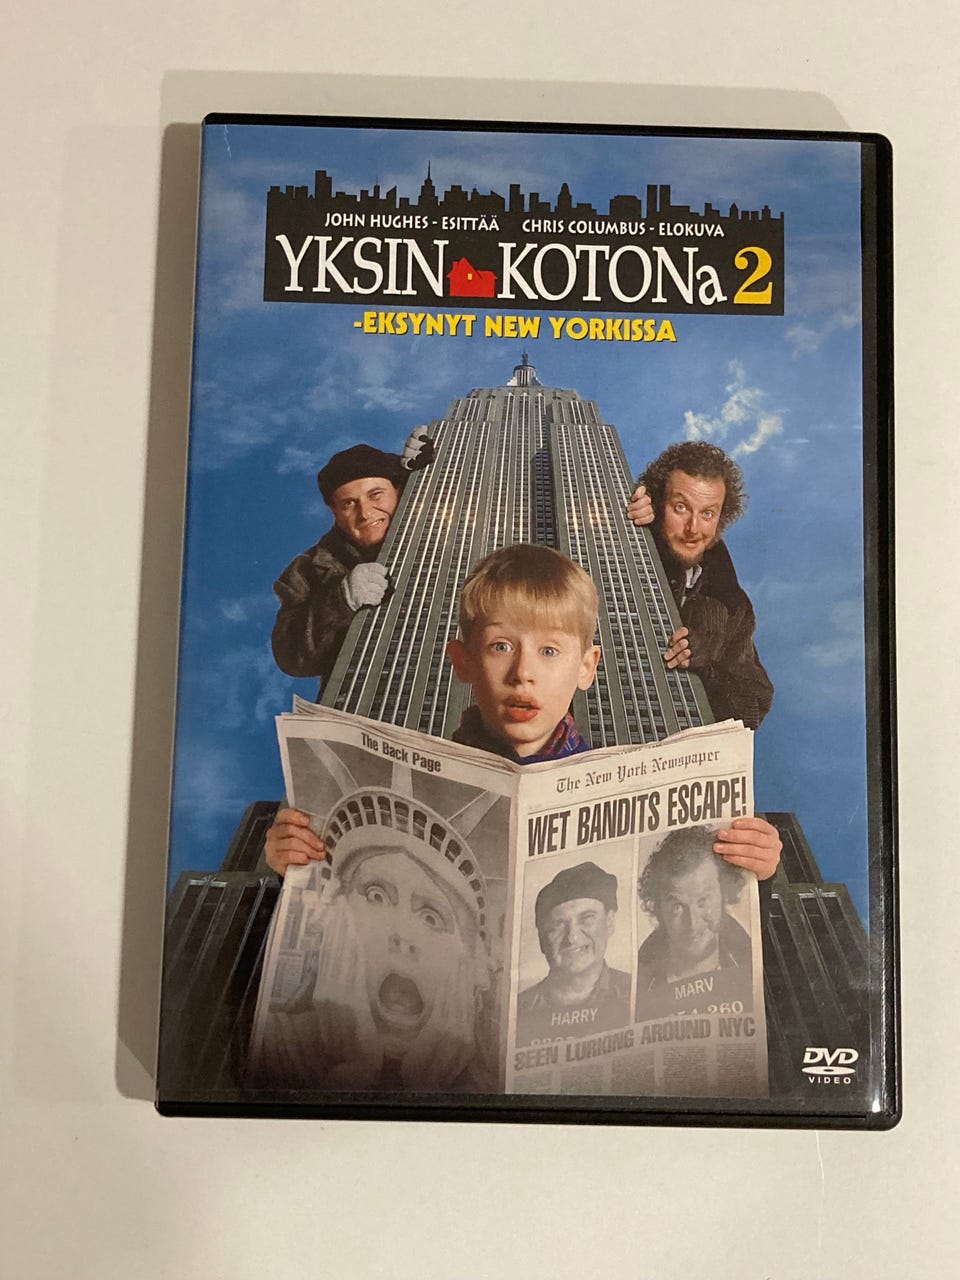 JOHN HUGHES - ESITTÄÄ CHRIS COLUMBUS - ELOKUVA
YKSIN KOTONa 2
-EKSYNYT NEW YORKISSA
The Back Page
The New York Newspaper
WET BANDITS ESCAPE!
HARRY
MARV
SEEN LURKING AROUND NYC
DVD
VIDEO